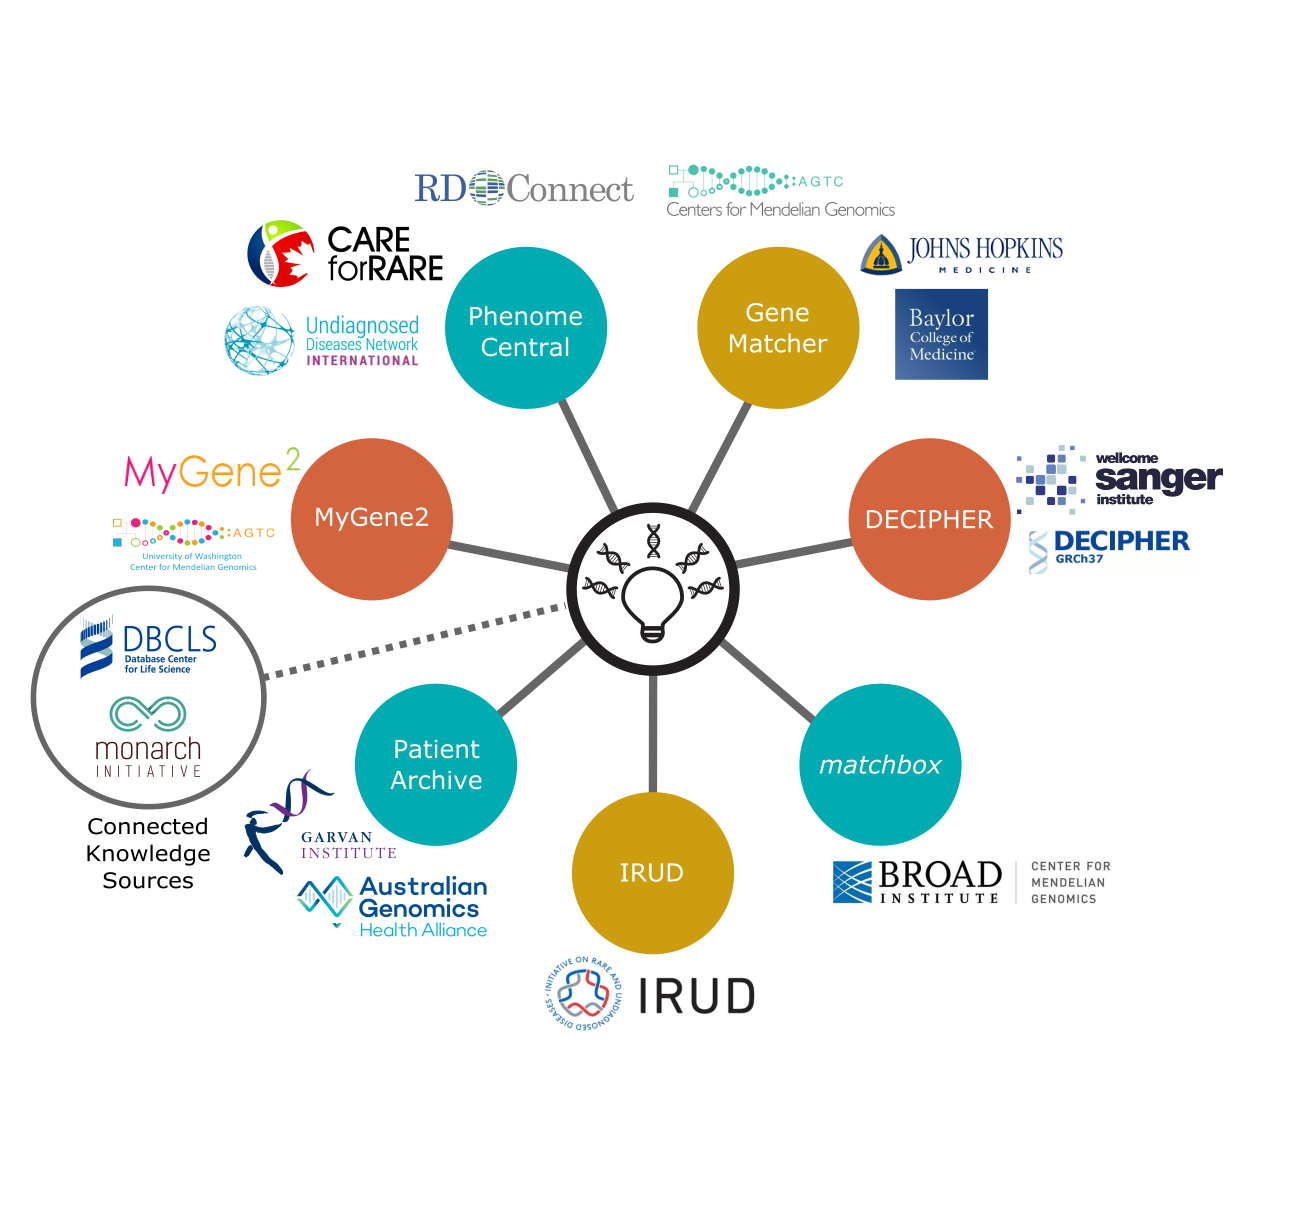 RD Connect
AGTC
Centers for Mendelian Genomics
CARE
forRARE
JOHNS HOPKINS
MEDICINE
Undiagnosed
Diseases Network
INTERNATIONAL
Phenome
Central
Gene
Matcher
Baylor
College of
Medicine
MyGene2
AGTC
University of Washington
Center for Mendelian Genomics
MyGene2
DECIPHER
wellcome
sanger
institute
DECIPHER
GRCh37
DBCLS
Database Center
for Life Science
monarch
INITIATIVE
Connected
Knowledge
Sources
Patient
Archive
GARVAN
INSTITUTE
Australian
Genomics
Health Alliance
IRUD
INITIATIVE ON RARE AND UNDIAGNOSED DISEASES
IRUD
matchbox
BROAD
INSTITUTE
CENTER FOR
MENDELIAN
GENOMICS